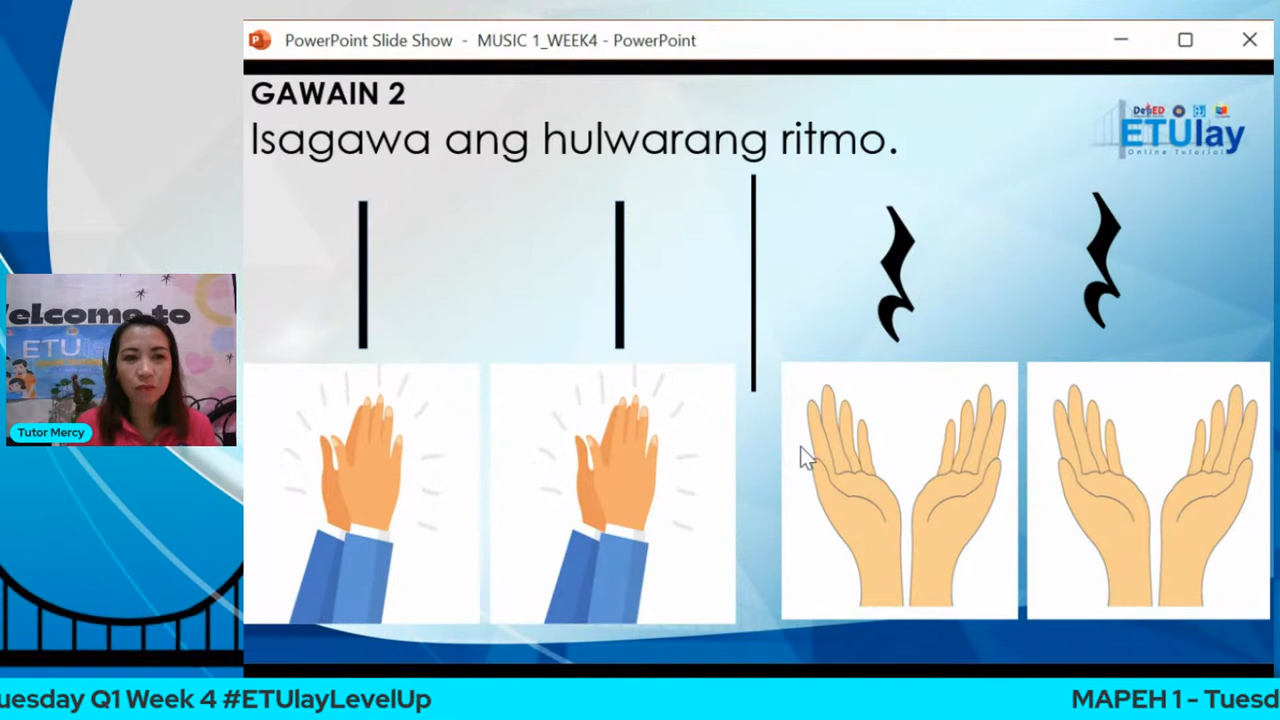 PowerPoint Slide Show - MUSIC 1_WEEK4 - PowerPoint
GAWAIN 2
Isagawa ang hulwarang ritmo.
DepED
ETUlay
Online Tutorial
elcome to
ETU
Tutor Mercy
uesday Q1 Week 4 #ETUlayLevelUp
MAPEH 1 - Tuesd